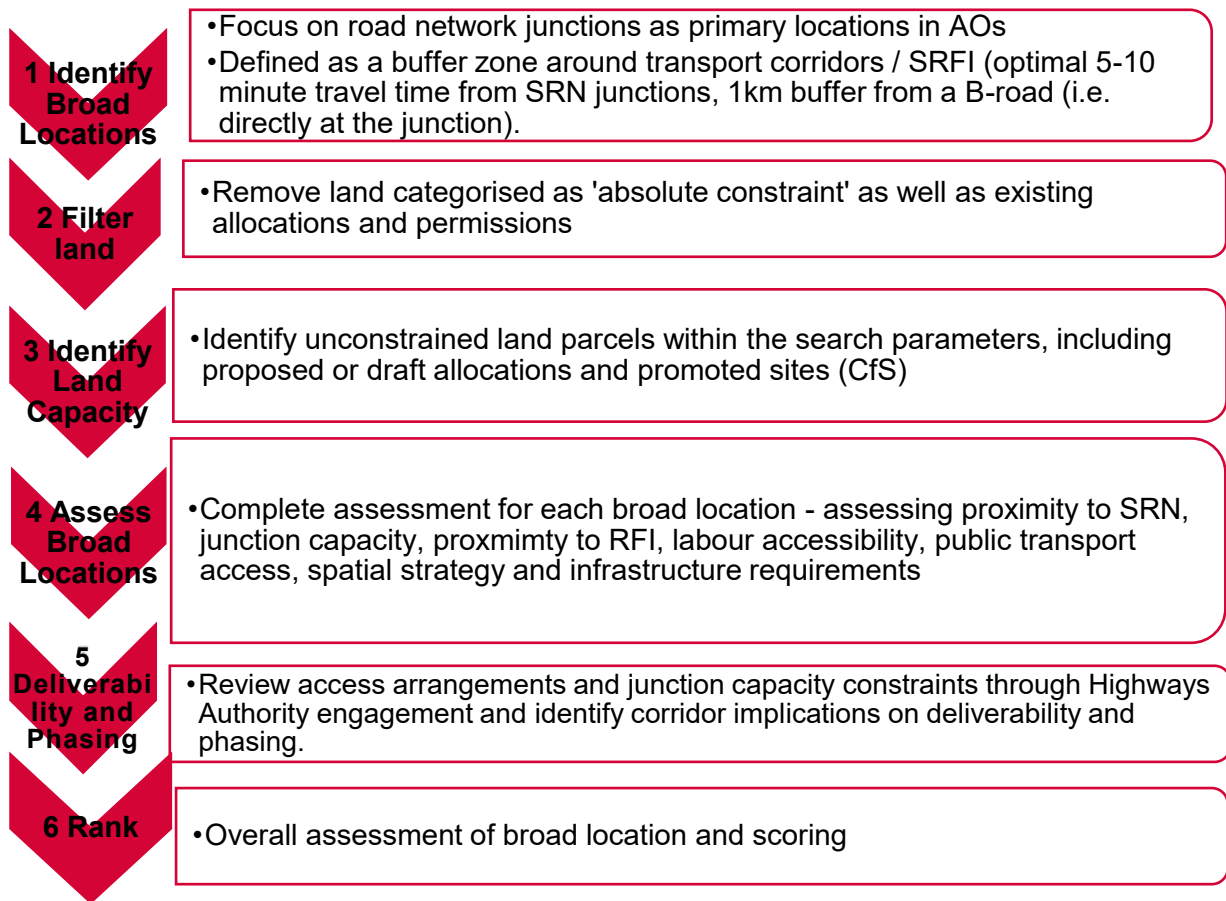 1 Identify
Broad
Locations
•Focus on road network junctions as primary locations in AOs
•Defined as a buffer zone around transport corridors / SRFI (optimal 5-10
minute travel time from SRN junctions, 1km buffer from a B-road (i.e.
directly at the junction).
2 Filter
land
•Remove land categorised as 'absolute constraint' as well as existing
allocations and permissions
3 Identify
Land
Capacity
•Identify unconstrained land parcels within the search parameters, including
proposed or draft allocations and promoted sites (CfS)
4 Assess
Broad
Locations
•Complete assessment for each broad location - assessing proximity to SRN,
junction capacity, proxmimty to RFI, labour accessibility, public transport
access, spatial strategy and infrastructure requirements
5
Deliverabi
lity and
Phasing
•Review access arrangements and junction capacity constraints through Highways
Authority engagement and identify corridor implications on deliverability and
phasing.
6 Rank
•Overall assessment of broad location and scoring